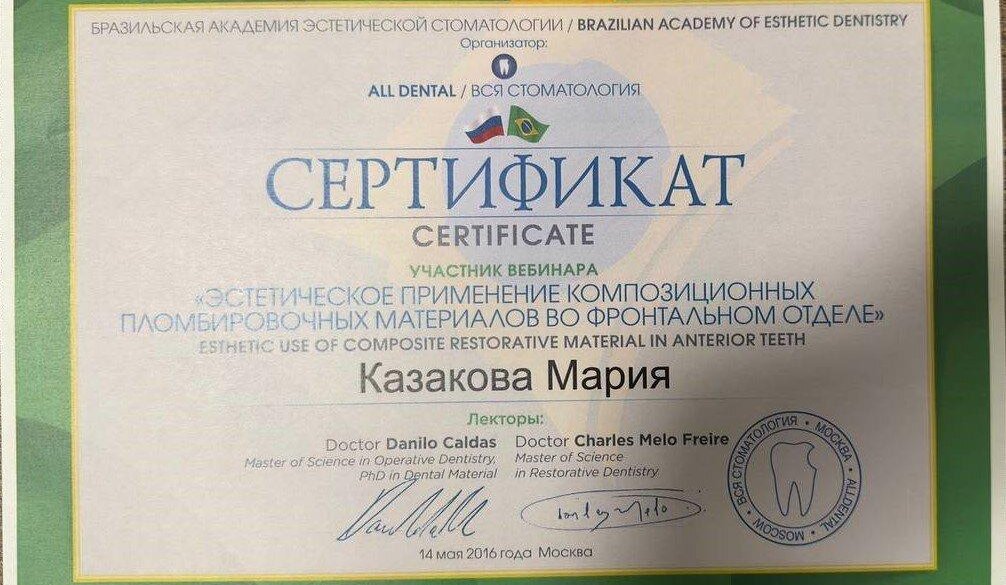 БРАЗИЛЬСКАЯ АКАДЕМИЯ ЭСТЕТИЧЕСКОЙ СТОМАТОЛОГИИ / BRAZILIAN ACADEMY OF ESTHETIC DENTISTRY
Организатор:
ALL DENTAL / ВСЯ СТОМАТОЛОГИЯ
СЕРТИФИКАТ
CERTIFICATE
УЧАСТНИК ВЕБИНАРА
«ЭСТЕТИЧЕСКОЕ ПРИМЕНЕНИЕ КОМПОЗИЦИОННЫХ
ПЛОМБИРОВОЧНЫХ МАТЕРИАЛОВ ВО ФРОНТАЛЬНОМ ОТДЕЛЕ»
ESTHETIC USE OF COMPOSITE RESTORATIVE MATERIAL IN ANTERIOR TEETH
Казакова Мария
Лекторы:
Doctor Danilo Caldas
Master of Science in Operative Dentistry,
PhD in Dental Material
Doctor Charles Melo Freire
Master of Science
in Restorative Dentistry
ВСЯ СТОМАТОЛОГИЯ • МОСКВА • ALL DENTAL • MOSCOW •
14 мая 2016 года Москва